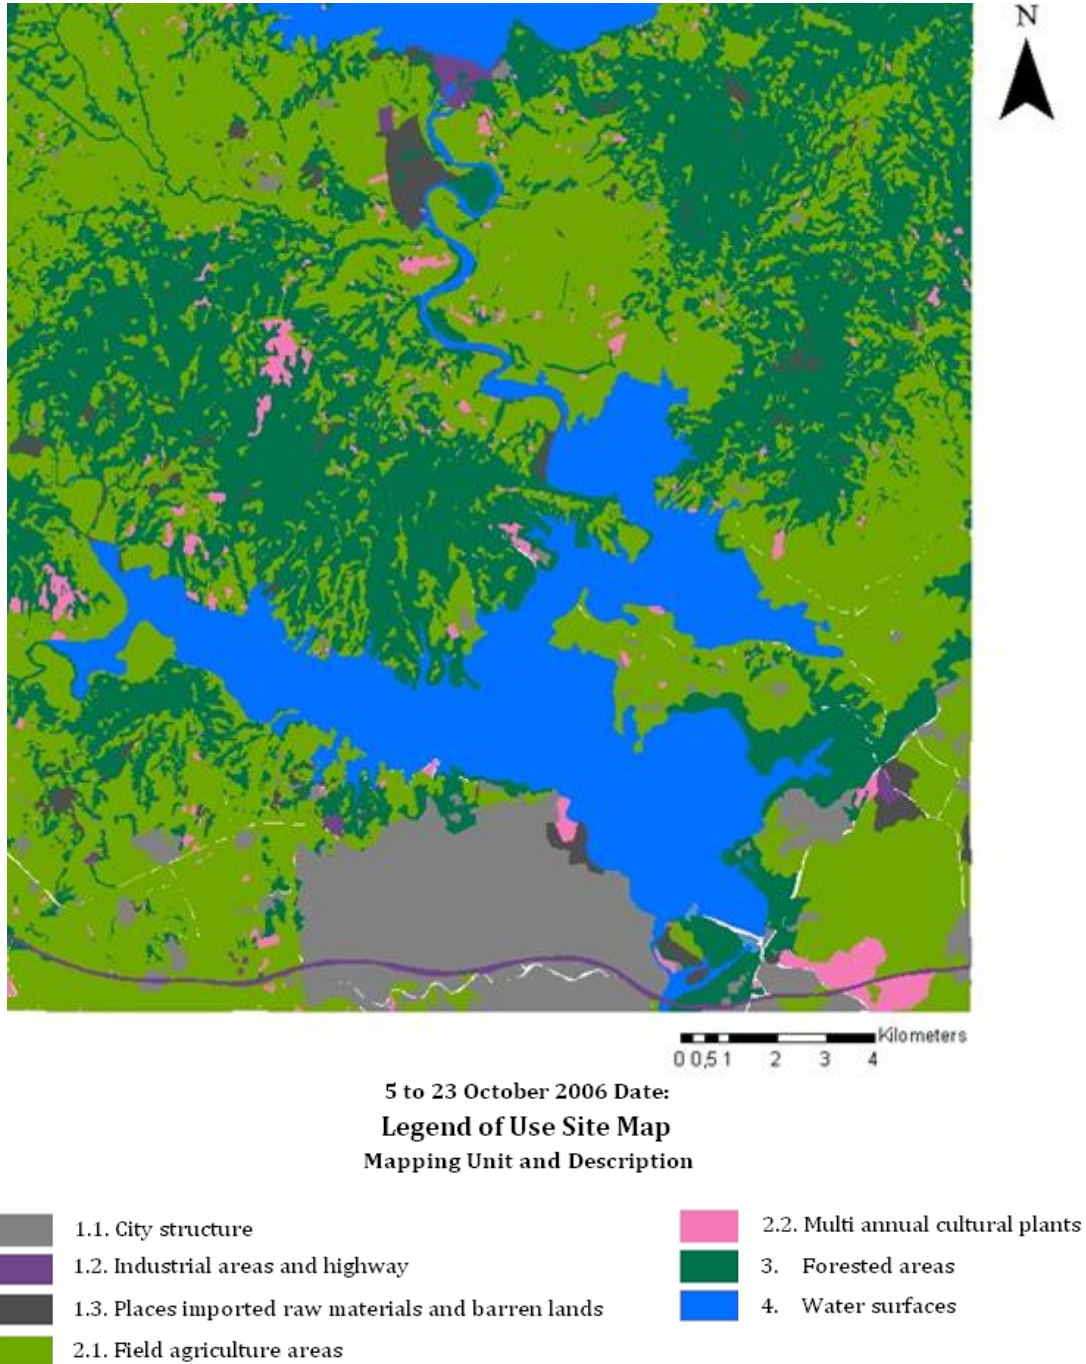 N
Kilometers
0 0,5 1 2 3 4
5 to 23 October 2006 Date:
Legend of Use Site Map
Mapping Unit and Description
1.1. City structure
1.2. Industrial areas and highway
1.3. Places imported raw materials and barren lands
2.1. Field agriculture areas
2.2. Multi annual cultural plants
3. Forested areas
4. Water surfaces